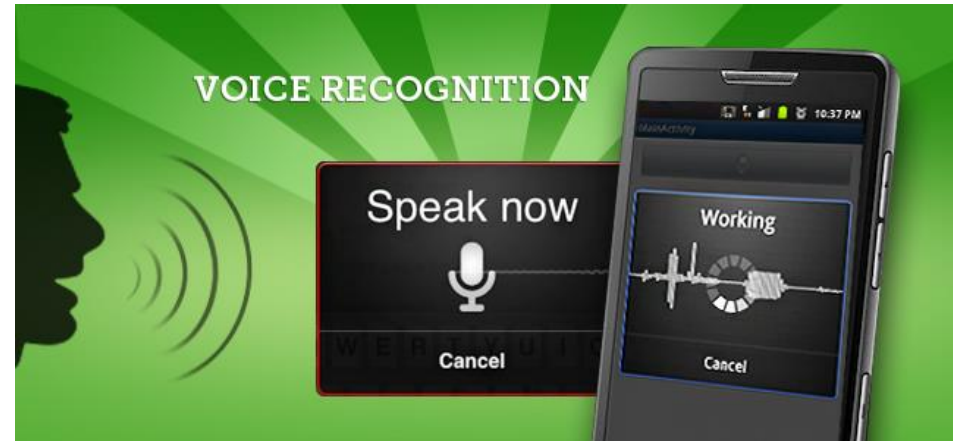 VOICE RECOGNITION
Speak now
W E R T Y U I O
Cancel
10:37 PM
MainActivity
Working
Cancel